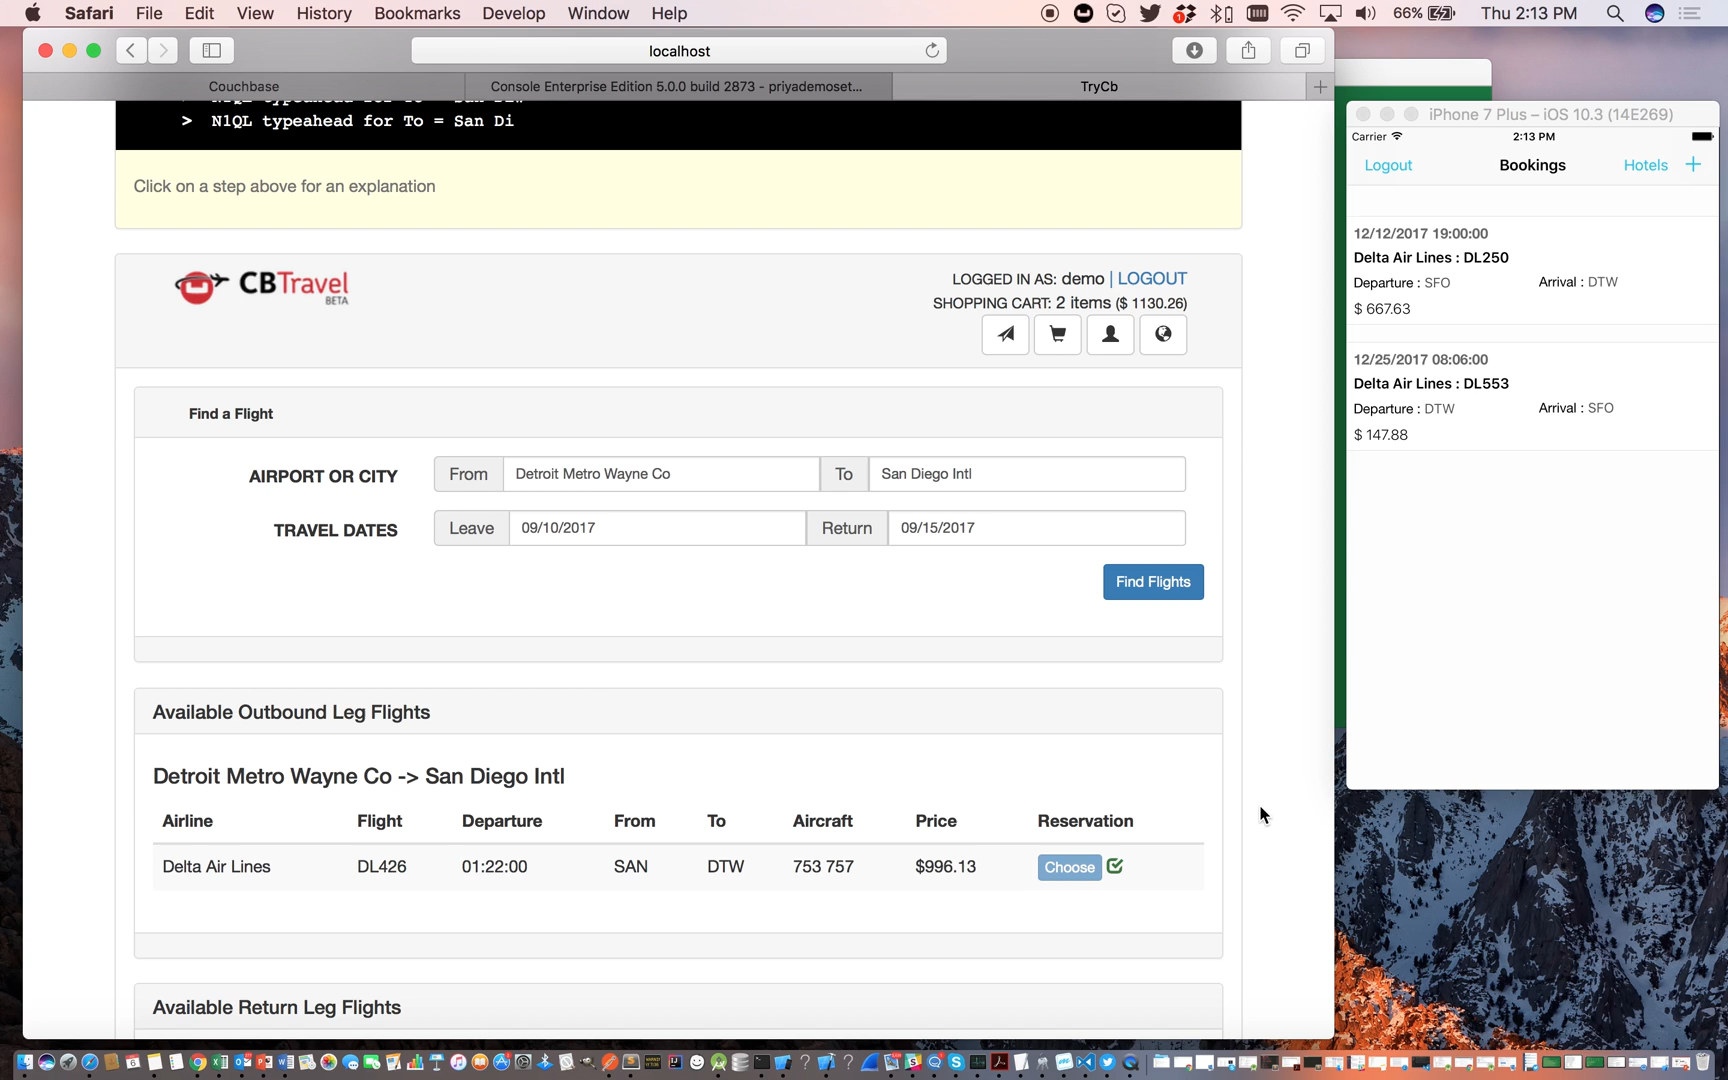 Safari File Edit View History Bookmarks Develop Window Help
66% Thu 2:13 PM
localhost
Couchbase
Console Enterprise Edition 5.0.0 build 2873 - priyademoset...
TryCb
> N1QL typeahead for To = San Di
Click on a step above for an explanation
CBTravel
BETA
LOGGED IN AS: demo | LOGOUT
SHOPPING CART: 2 items ($ 1130.26)
Find a Flight
AIRPORT OR CITY From Detroit Metro Wayne Co To San Diego Intl
TRAVEL DATES Leave 09/10/2017 Return 09/15/2017
Find Flights
Available Outbound Leg Flights
Detroit Metro Wayne Co -> San Diego Intl
Airline Flight Departure From To Aircraft Price Reservation
Delta Air Lines DL426 01:22:00 SAN DTW 753 757 $996.13 Choose
Available Return Leg Flights
iPhone 7 Plus – iOS 10.3 (14E269)
Carrier 2:13 PM
Logout Bookings Hotels +
12/12/2017 19:00:00
Delta Air Lines : DL250
Departure : SFO Arrival : DTW
$ 667.63
12/25/2017 08:06:00
Delta Air Lines : DL553
Departure : DTW Arrival : SFO
$ 147.88